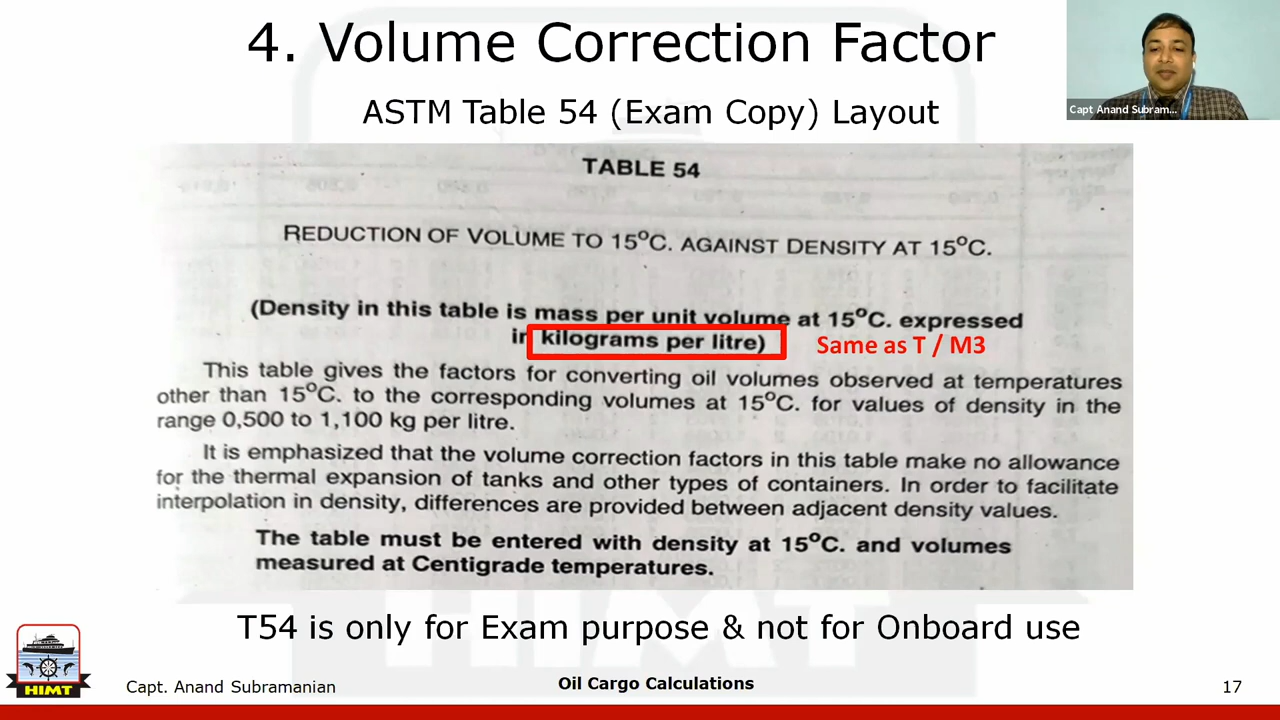 4. Volume Correction Factor
Capt Anand Subram...
ASTM Table 54 (Exam Copy) Layout
TABLE 54
REDUCTION OF VOLUME TO 15°C. AGAINST DENSITY AT 15°C.
(Density in this table is mass per unit volume at 15°C. expressed
in kilograms per litre)
Same as T / M3
This table gives the factors for converting oil volumes observed at temperatures
other than 15°C. to the corresponding volumes at 15°C. for values of density in the
range 0,500 to 1,100 kg per litre.
It is emphasized that the volume correction factors in this table make no allowance
for the thermal expansion of tanks and other types of containers. In order to facilitate
interpolation in density, differences are provided between adjacent density values.
The table must be entered with density at 15°C. and volumes
measured at Centigrade temperatures.
HIMT
T54 is only for Exam purpose & not for Onboard use
HIMT
Capt. Anand Subramanian
Oil Cargo Calculations
17